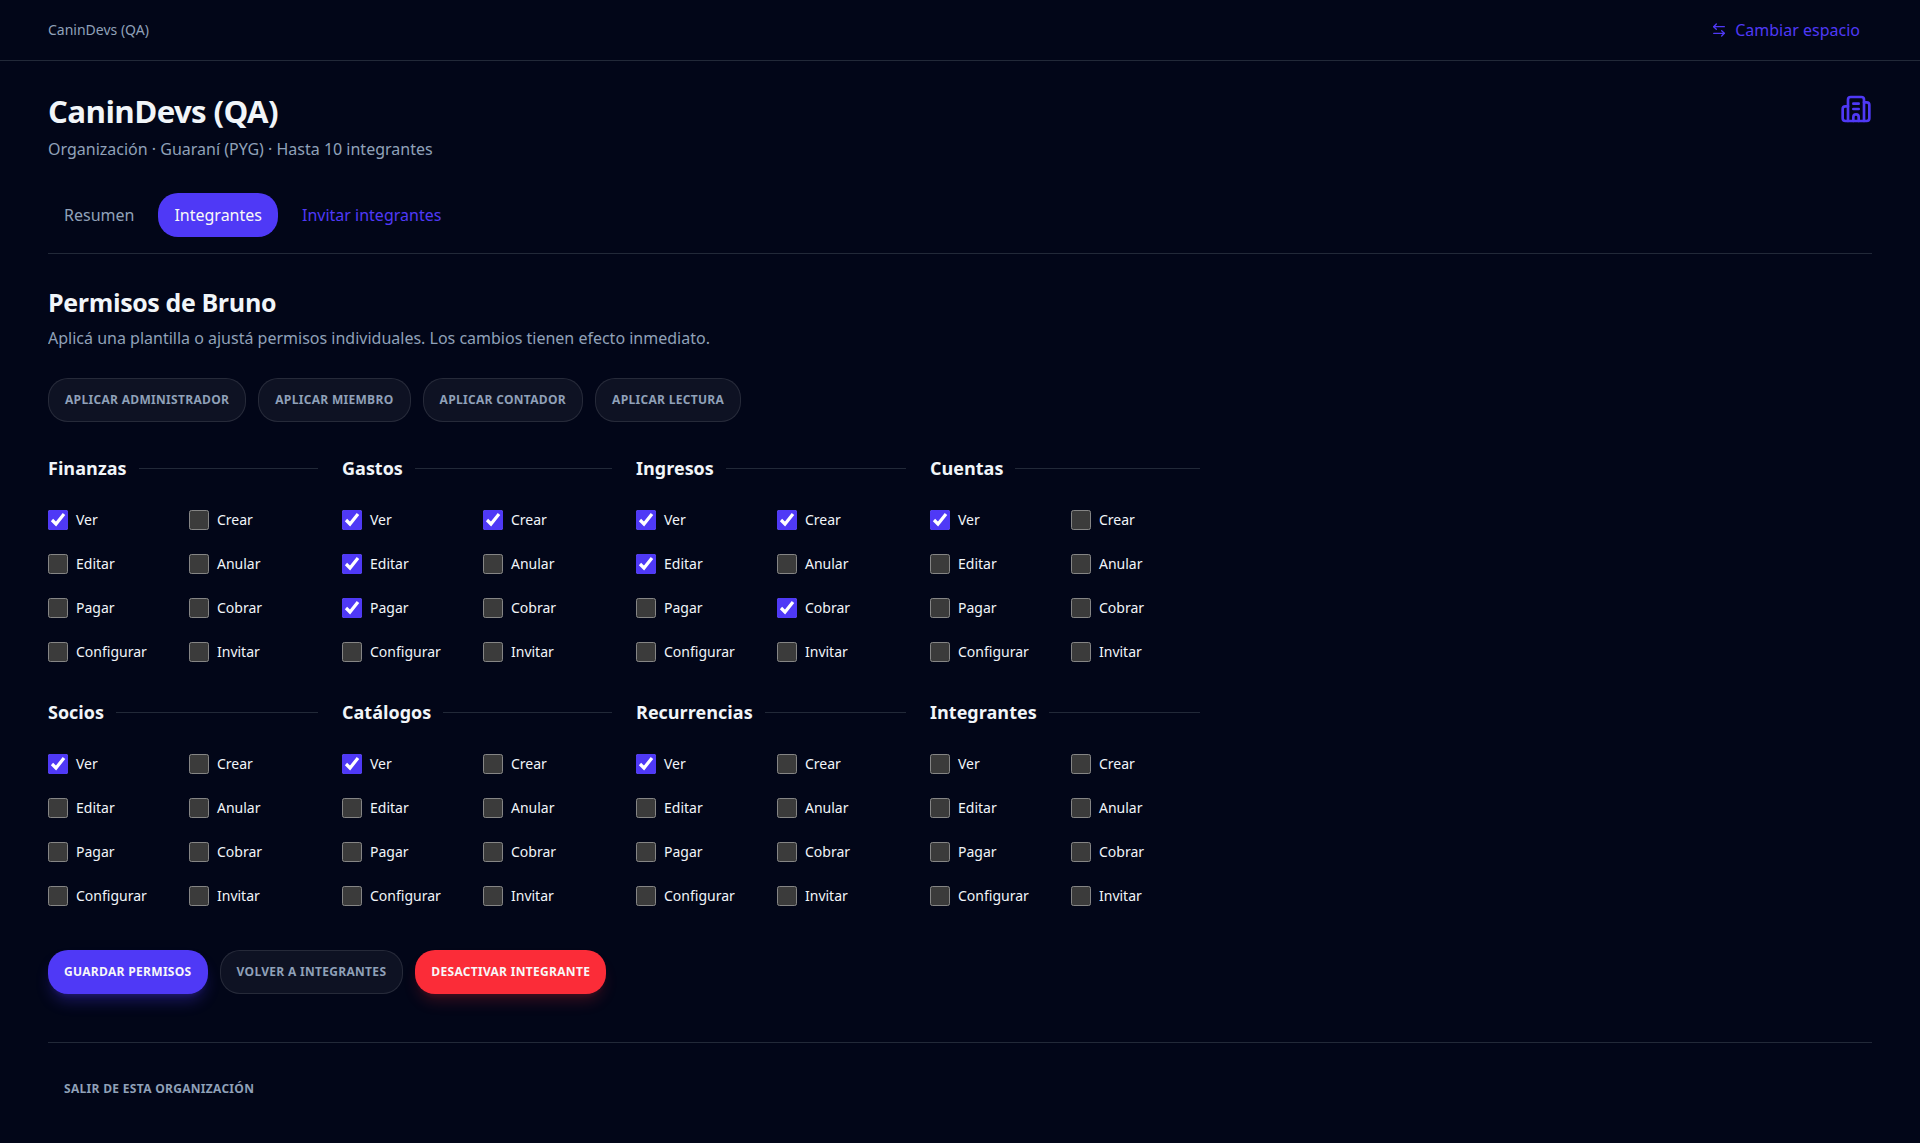 CaninDevs (QA)
Cambiar espacio
CaninDevs (QA)
Organización · Guaraní (PYG) · Hasta 10 integrantes
Resumen Integrantes Invitar integrantes
Permisos de Bruno
Aplicá una plantilla o ajustá permisos individuales. Los cambios tienen efecto inmediato.
APLICAR ADMINISTRADOR APLICAR MIEMBRO APLICAR CONTADOR APLICAR LECTURA
Finanzas Gastos Ingresos Cuentas
Ver Crear Ver Crear Ver Crear Ver Crear
Editar Anular Editar Anular Editar Anular Editar Anular
Pagar Cobrar Pagar Cobrar Pagar Cobrar Pagar Cobrar
Configurar Invitar Configurar Invitar Configurar Invitar Configurar Invitar
Socios Catálogos Recurrencias Integrantes
Ver Crear Ver Crear Ver Crear Ver Crear
Editar Anular Editar Anular Editar Anular Editar Anular
Pagar Cobrar Pagar Cobrar Pagar Cobrar Pagar Cobrar
Configurar Invitar Configurar Invitar Configurar Invitar Configurar Invitar
GUARDAR PERMISOS VOLVER A INTEGRANTES DESACTIVAR INTEGRANTE
SALIR DE ESTA ORGANIZACIÓN